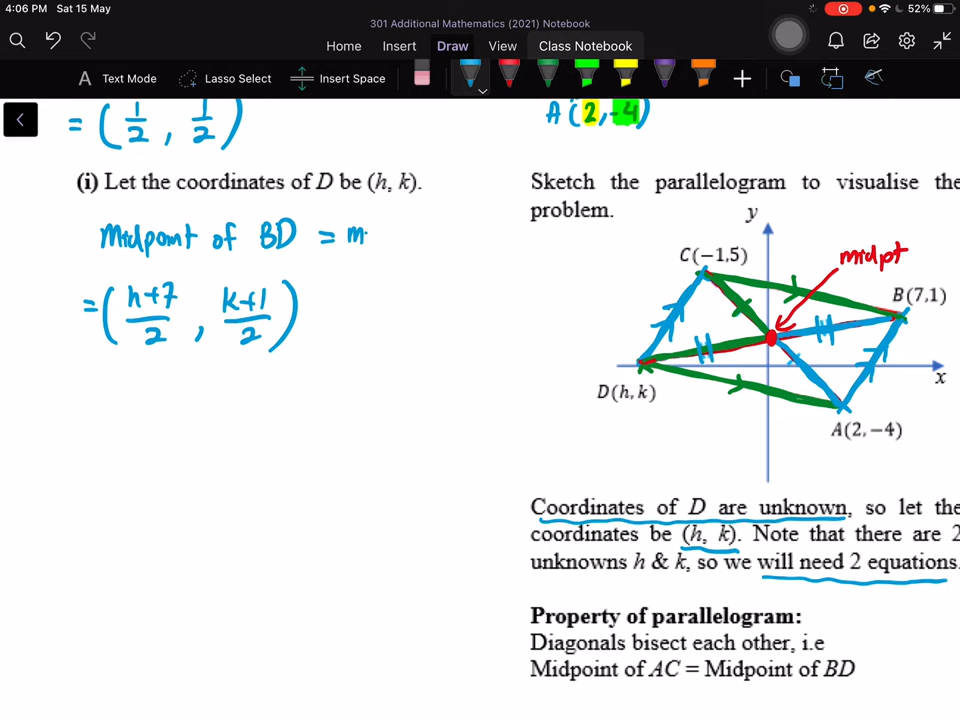 4:06 PM Sat 15 May
52%
301 Additional Mathematics (2021) Notebook
Home Insert Draw View Class Notebook
Text Mode Lasso Select Insert Space
= (1/2, 1/2)
A(2,-4)
(i) Let the coordinates of D be (h, k).
Midpoint of BD = m
= (h+7/2, k+1/2)
Sketch the parallelogram to visualise the
problem.
y
C(−1,5)
midpt
B(7,1)
x
D(h, k)
A(2,−4)
Coordinates of D are unknown, so let the
coordinates be (h, k). Note that there are 2
unknowns h & k, so we will need 2 equations.
Property of parallelogram:
Diagonals bisect each other, i.e
Midpoint of AC = Midpoint of BD